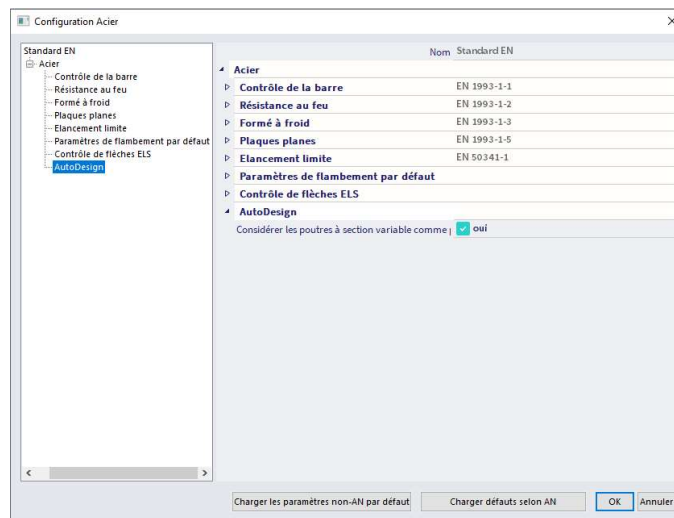 Configuration Acier
Standard EN
Acier
Contrôle de la barre
Résistance au feu
Formé à froid
Plaques planes
Elancement limite
Paramètres de flambement par défaut
Contrôle de flèches ELS
AutoDesign
Nom Standard EN
Acier
Contrôle de la barre EN 1993-1-1
Résistance au feu EN 1993-1-2
Formé à froid EN 1993-1-3
Plaques planes EN 1993-1-5
Elancement limite EN 50341-1
Paramètres de flambement par défaut
Contrôle de flèches ELS
AutoDesign
Considérer les poutres à section variable comme oui
Charger les paramètres non-AN par défaut Charger défauts selon AN OK Annuler